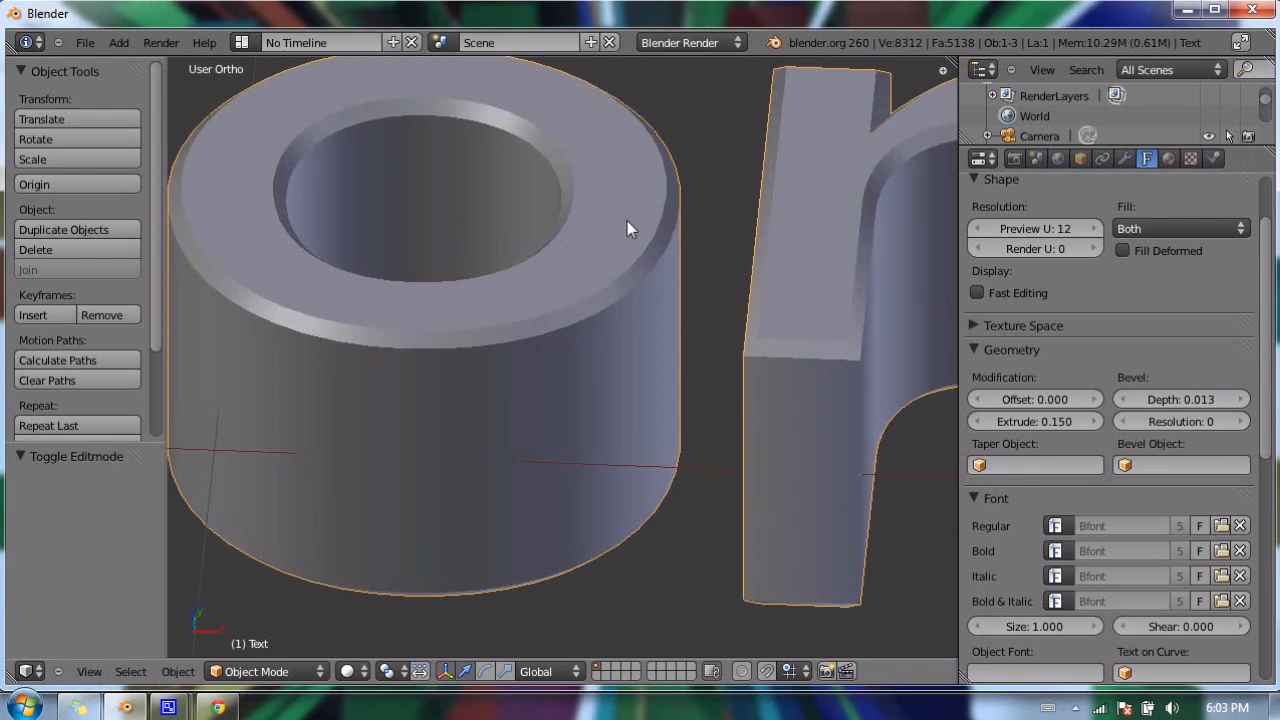 Blender
File Add Render Help No Timeline Scene Blender Render blender.org 260 | Ve:8312 | Fa:5138 | Ob:1-3 | La:1 | Mem:10.29M (0.61M) | Text
Object Tools
Transform:
Translate
Rotate
Scale
Origin
Object:
Duplicate Objects
Delete
Join
Keyframes:
Insert Remove
Motion Paths:
Calculate Paths
Clear Paths
Repeat:
Repeat Last
Toggle Editmode
User Ortho
(1) Text
View Select Object Object Mode Global
View Search All Scenes
RenderLayers
World
Camera
Shape
Resolution: Fill:
Preview U: 12 Both
Render U: 0 Fill Deformed
Display:
Fast Editing
Texture Space
Geometry
Modification: Bevel:
Offset: 0.000 Depth: 0.013
Extrude: 0.150 Resolution: 0
Taper Object: Bevel Object:
Font
Regular F Bfont 5 F
Bold F Bfont 5 F
Italic F Bfont 5 F
Bold & Italic F Bfont 5 F
Size: 1.000 Shear: 0.000
Object Font: Text on Curve:
6:03 PM